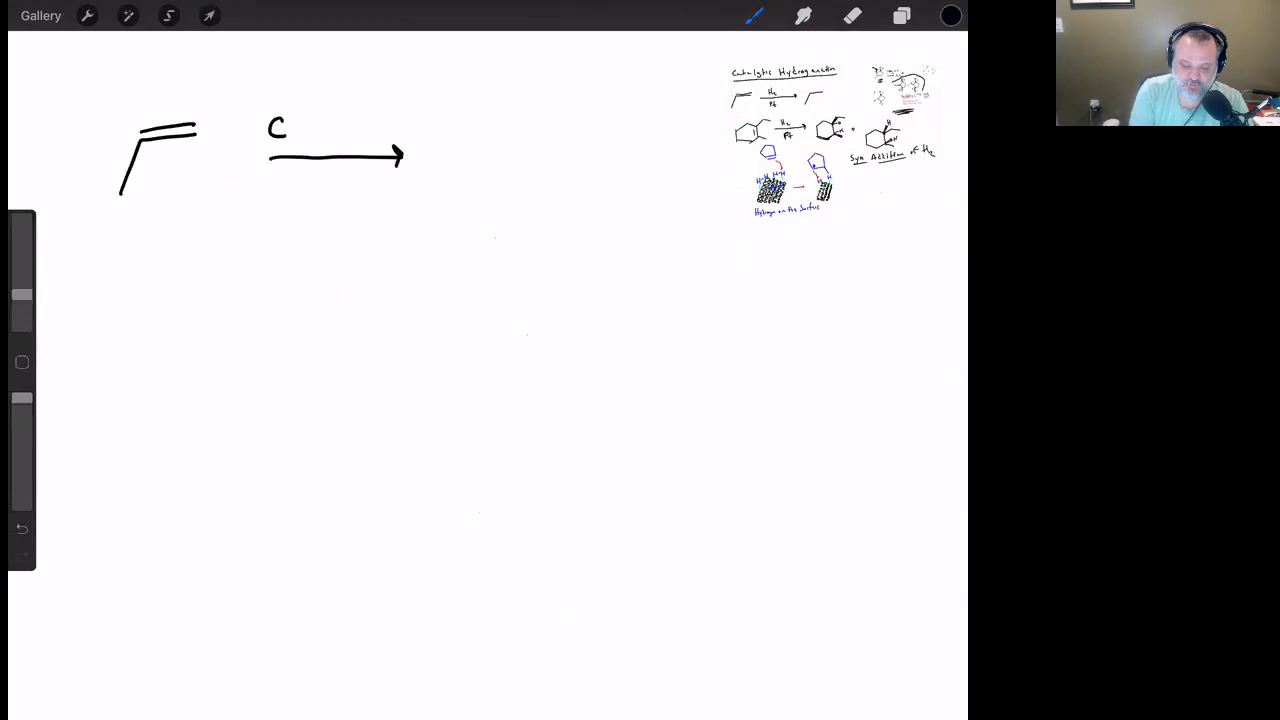 Gallery
C
Catalytic Hydrogenation
H2
Pt
H2
Pt
H
H
Syn Addition of H2
H-H H-H
H
Hydrogen on the Surface